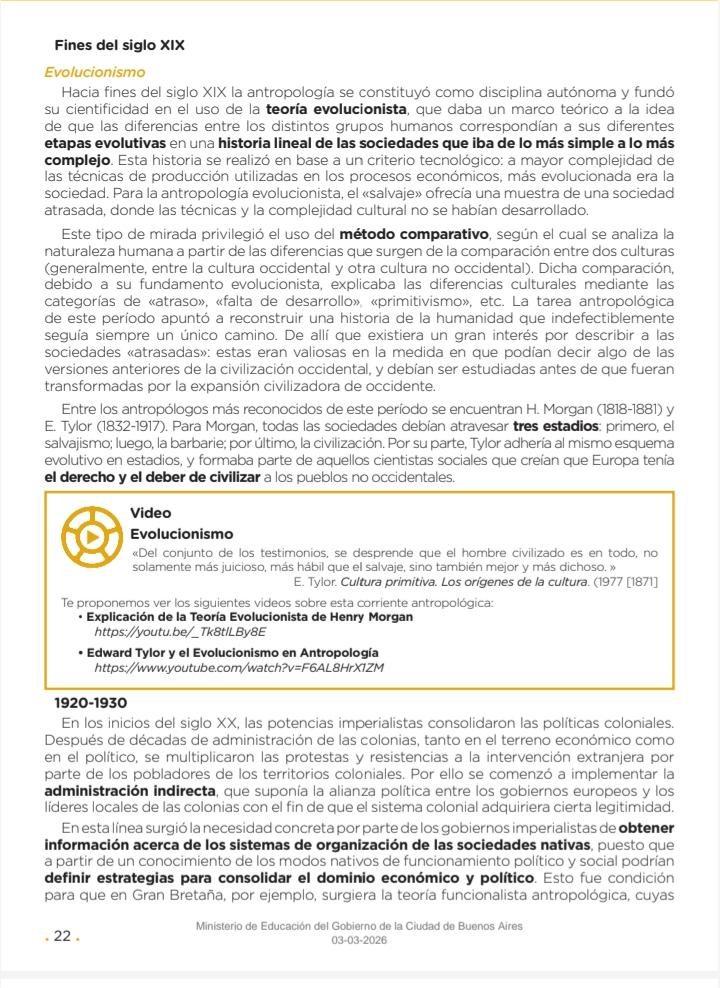 Fines del siglo XIX
Evolucionismo
Hacia fines del siglo XIX la antropología se constituyó como disciplina autónoma y fundó
su cientificidad en el uso de la teoría evolucionista, que daba un marco teórico a la idea
de que las diferencias entre los distintos grupos humanos correspondían a sus diferentes
etapas evolutivas en una historia lineal de las sociedades que iba de lo más simple a lo más
complejo. Esta historia se realizó en base a un criterio tecnológico: a mayor complejidad de
las técnicas de producción utilizadas en los procesos económicos, más evolucionada era la
sociedad. Para la antropología evolucionista, el «salvaje» ofrecía una muestra de una sociedad
atrasada, donde las técnicas y la complejidad cultural no se habían desarrollado.
Este tipo de mirada privilegió el uso del método comparativo, según el cual se analiza la
naturaleza humana a partir de las diferencias que surgen de la comparación entre dos culturas
(generalmente, entre la cultura occidental y otra cultura no occidental). Dicha comparación,
debido a su fundamento evolucionista, explicaba las diferencias culturales mediante las
categorías de «atraso», «falta de desarrollo», «primitivismo», etc. La tarea antropológica
de este período apuntó a reconstruir una historia de la humanidad que indefectiblemente
seguía siempre un único camino. De allí que existiera un gran interés por describir a las
sociedades «atrasadas»: estas eran valiosas en la medida en que podían decir algo de las
versiones anteriores de la civilización occidental, y debían ser estudiadas antes de que fueran
transformadas por la expansión civilizadora de occidente.
Entre los antropólogos más reconocidos de este período se encuentran H. Morgan (1818-1881) y
E. Tylor (1832-1917). Para Morgan, todas las sociedades debían atravesar tres estadios: primero, el
salvajismo; luego, la barbarie; por último, la civilización. Por su parte, Tylor adhería al mismo esquema
evolutivo en estadios, y formaba parte de aquellos cientistas sociales que creían que Europa tenía
el derecho y el deber de civilizar a los pueblos no occidentales.
Video
Evolucionismo
«Del conjunto de los testimonios, se desprende que el hombre civilizado es en todo, no
solamente más juicioso, más hábil que el salvaje, sino también mejor y más dichoso. »
E. Tylor. Cultura primitiva. Los orígenes de la cultura. (1977 [1871]
Te proponemos ver los siguientes videos sobre esta corriente antropológica:
• Explicación de la Teoría Evolucionista de Henry Morgan
https://youtu.be/_Tk8tlLBy8E
• Edward Tylor y el Evolucionismo en Antropología
https://www.youtube.com/watch?v=F6AL8HrX1ZM
1920-1930
En los inicios del siglo XX, las potencias imperialistas consolidaron las políticas coloniales.
Después de décadas de administración de las colonias, tanto en el terreno económico como
en el político, se multiplicaron las protestas y resistencias a la intervención extranjera por
parte de los pobladores de los territorios coloniales. Por ello se comenzó a implementar la
administración indirecta, que suponía la alianza política entre los gobiernos europeos y los
líderes locales de las colonias con el fin de que el sistema colonial adquiriera cierta legitimidad.
En esta línea surgió la necesidad concreta por parte de los gobiernos imperialistas de obtener
información acerca de los sistemas de organización de las sociedades nativas, puesto que
a partir de un conocimiento de los modos nativos de funcionamiento político y social podrían
definir estrategias para consolidar el dominio económico y político. Esto fue condición
para que en Gran Bretaña, por ejemplo, surgiera la teoría funcionalista antropológica, cuyas
Ministerio de Educación del Gobierno de la Ciudad de Buenos Aires
03-03-2026
. 22 .